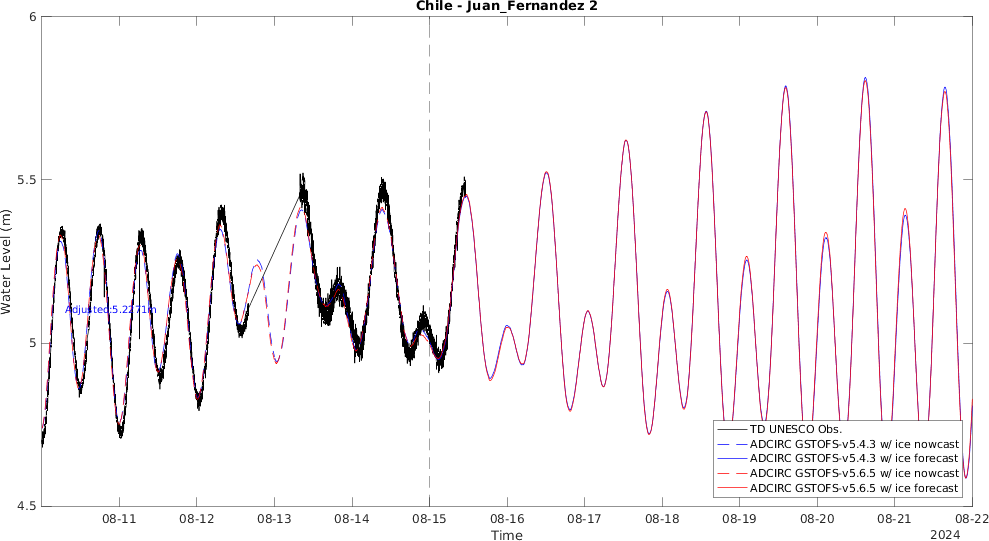 Chile - Juan_Fernandez 2
6
5.5
5
4.5
Water Level (m)
Adjusted:5.2271m
TD UNESCO Obs.
ADCIRC GSTOFS-v5.4.3 w/ ice nowcast
ADCIRC GSTOFS-v5.4.3 w/ ice forecast
ADCIRC GSTOFS-v5.6.5 w/ ice nowcast
ADCIRC GSTOFS-v5.6.5 w/ ice forecast
08-11 08-12 08-13 08-14 08-15 08-16 08-17 08-18 08-19 08-20 08-21 08-22
Time
2024